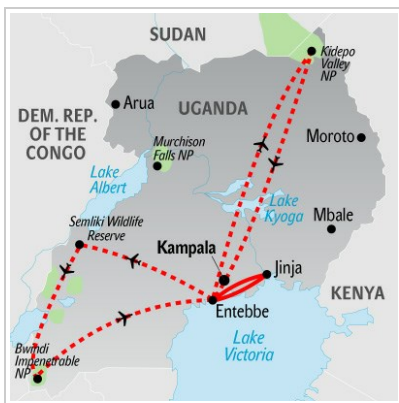 SUDAN
Kidepo
Valley
NP
Arua
UGANDA
DEM. REP.
OF THE
CONGO
Moroto
Murchison
Falls NP
Lake
Albert
Lake
Kyoga
Mbale
Semliki Wildlife
Reserve
Kampala
Jinja
KENYA
Entebbe
Lake
Victoria
Bwindi
Impenetrable
NP